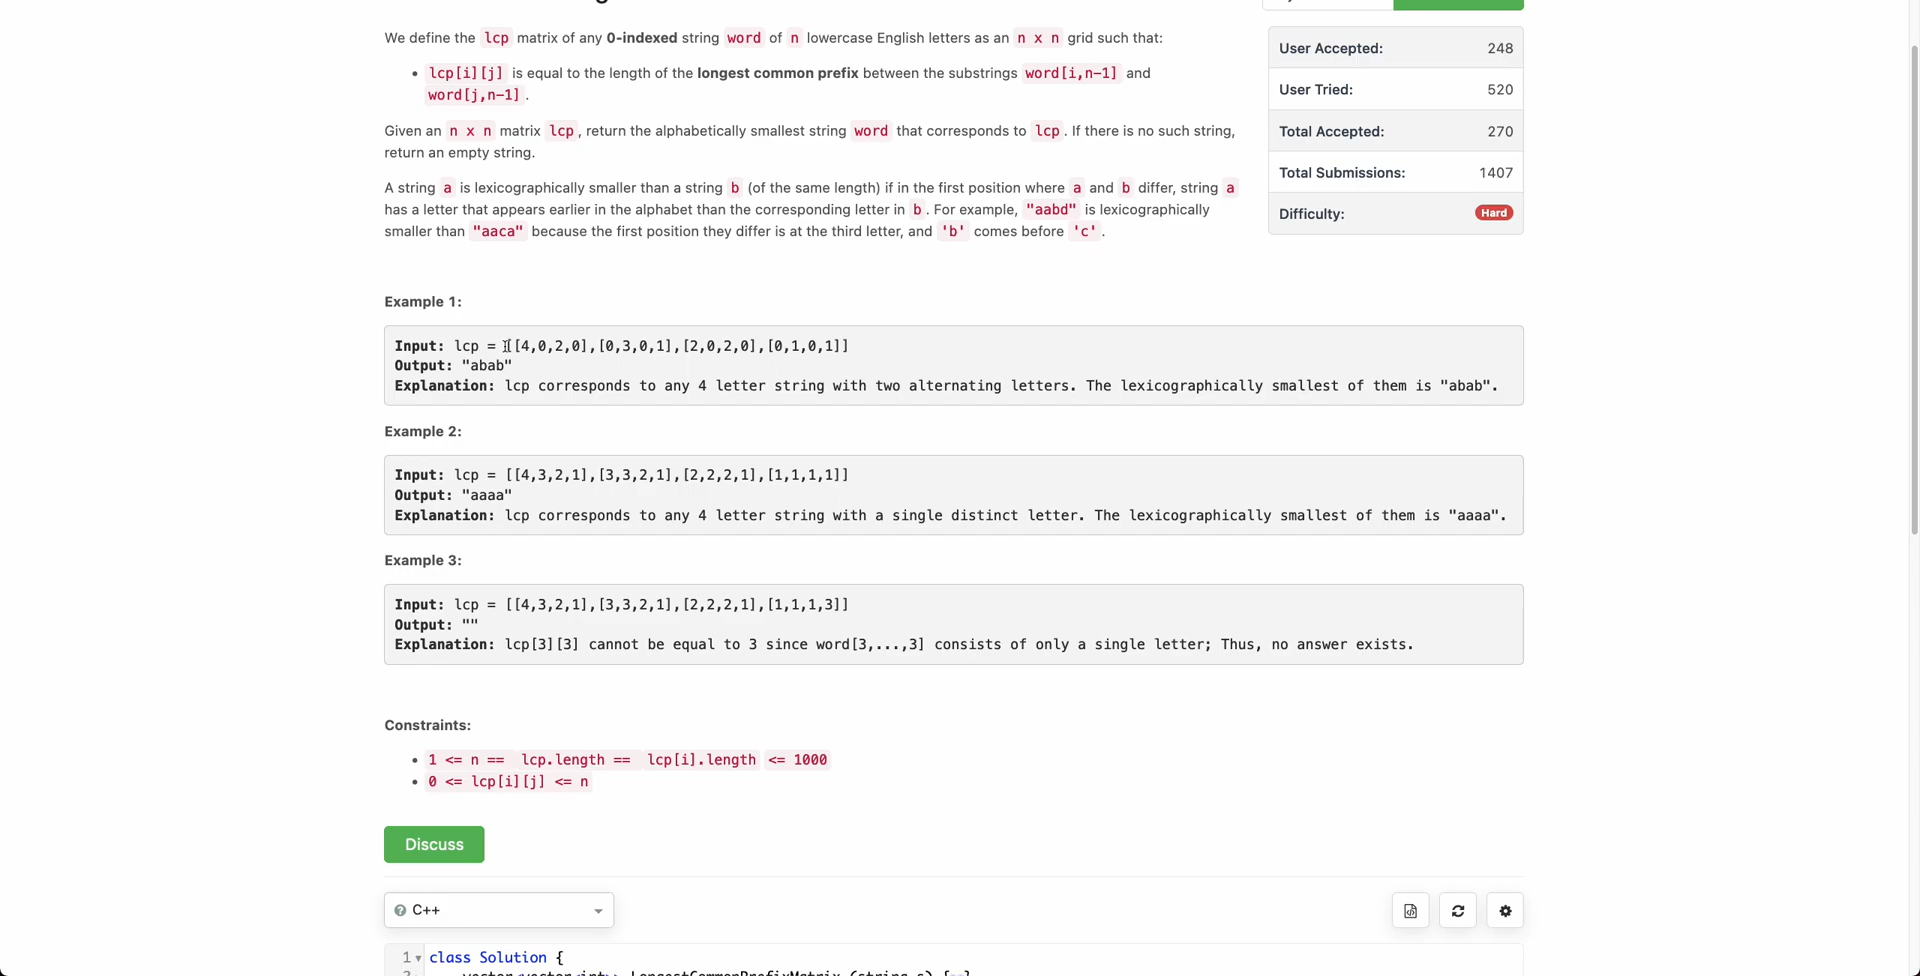 We define the lcp matrix of any 0-indexed string word of n lowercase English letters as an n x n grid such that:
User Accepted: 248
lcp[i][j] is equal to the length of the longest common prefix between the substrings word[i,n-1] and
word[j,n-1].
User Tried: 520
Given an n x n matrix lcp, return the alphabetically smallest string word that corresponds to lcp. If there is no such string,
return an empty string.
Total Accepted: 270
Total Submissions: 1407
A string a is lexicographically smaller than a string b (of the same length) if in the first position where a and b differ, string a
has a letter that appears earlier in the alphabet than the corresponding letter in b. For example, "aabd" is lexicographically
smaller than "aaca" because the first position they differ is at the third letter, and 'b' comes before 'c'.
Difficulty: Hard
Example 1:
Input: lcp = [[4,0,2,0],[0,3,0,1],[2,0,2,0],[0,1,0,1]]
Output: "abab"
Explanation: lcp corresponds to any 4 letter string with two alternating letters. The lexicographically smallest of them is "abab".
Example 2:
Input: lcp = [[4,3,2,1],[3,3,2,1],[2,2,2,1],[1,1,1,1]]
Output: "aaaa"
Explanation: lcp corresponds to any 4 letter string with a single distinct letter. The lexicographically smallest of them is "aaaa".
Example 3:
Input: lcp = [[4,3,2,1],[3,3,2,1],[2,2,2,1],[1,1,1,3]]
Output: ""
Explanation: lcp[3][3] cannot be equal to 3 since word[3,...,3] consists of only a single letter; Thus, no answer exists.
Constraints:
1 <= n == lcp.length == lcp[i].length <= 1000
0 <= lcp[i][j] <= n
Discuss
C++
1 class Solution {